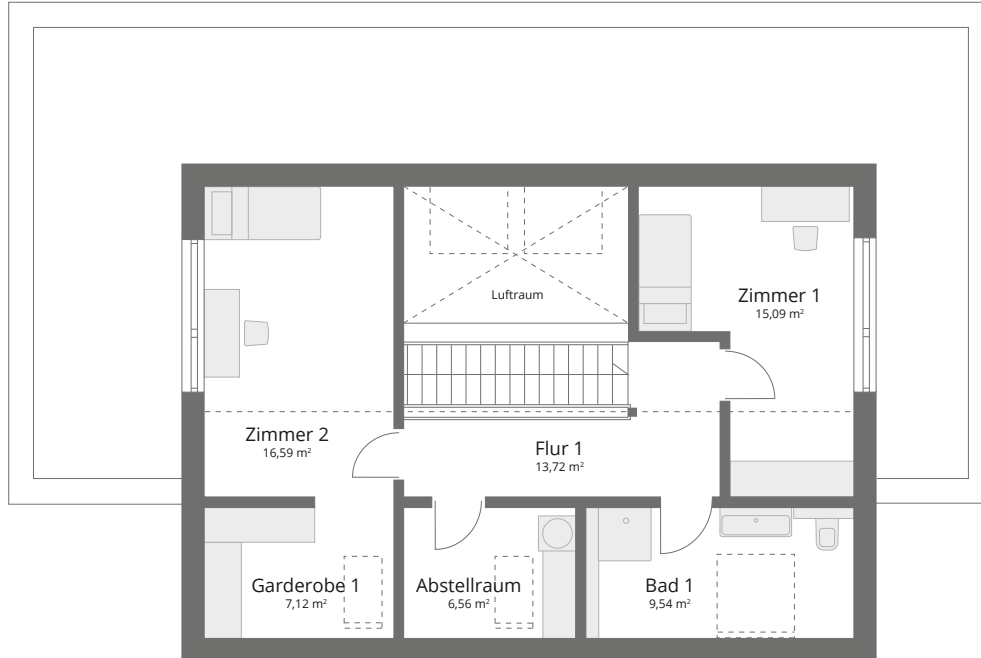 Luftraum
Zimmer 1
15,09 m²
Zimmer 2
16,59 m²
Flur 1
13,72 m²
Garderobe 1
7,12 m²
Abstellraum
6,56 m²
Bad 1
9,54 m²